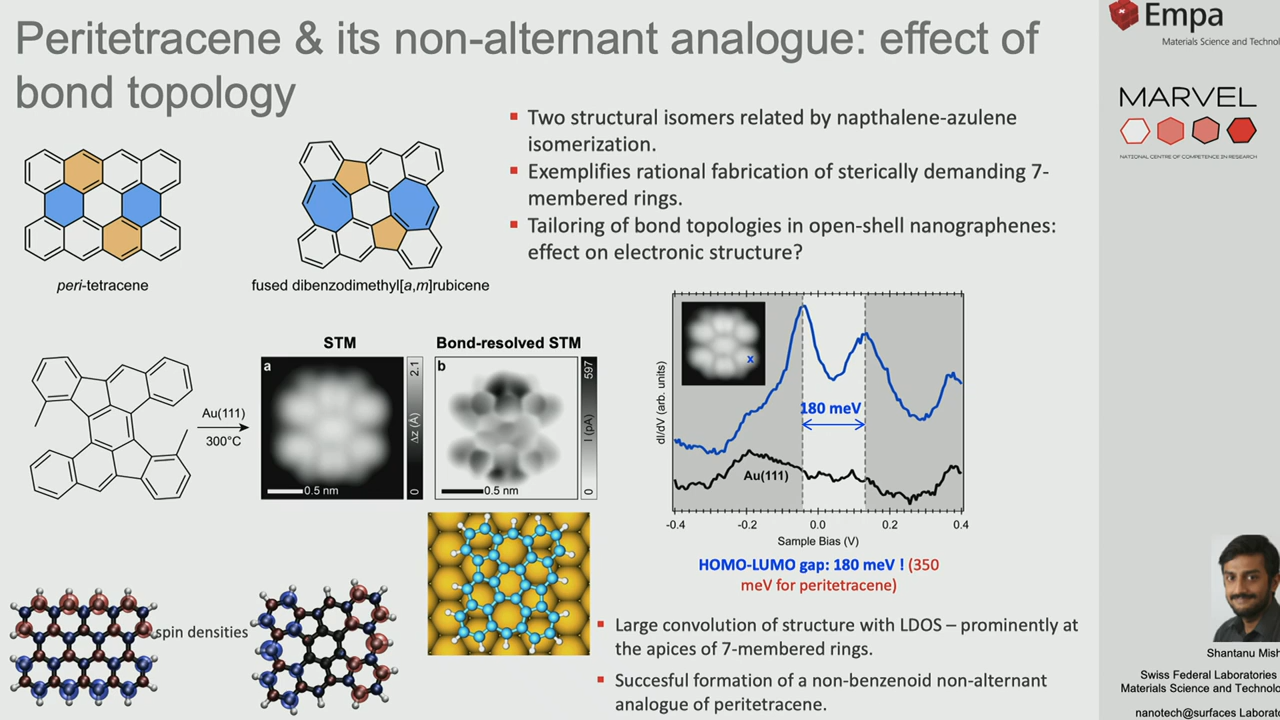 Peritetracene & its non-alternant analogue: effect of
bond topology
Empa
Materials Science and Technol
MARVEL
NATIONAL CENTRE OF COMPETENCE IN RESEARCH
Two structural isomers related by napthalene-azulene
isomerization.
Exemplifies rational fabrication of sterically demanding 7-
membered rings.
Tailoring of bond topologies in open-shell nanographenes:
effect on electronic structure?
peri-tetracene
fused dibenzodimethyl[a,m]rubicene
Au(111)
300°C
STM
a
0.5 nm
2.1
Δz (Å)
0
Bond-resolved STM
b
0.5 nm
597
I (pA)
0
x
dI/dV (arb. units)
180 meV
Au(111)
-0.4 -0.2 0.0 0.2 0.4
Sample Bias (V)
HOMO-LUMO gap: 180 meV ! (350
meV for peritetracene)
spin densities
Large convolution of structure with LDOS – prominently at
the apices of 7-membered rings.
Succesful formation of a non-benzenoid non-alternant
analogue of peritetracene.
Shantanu Mish
Swiss Federal Laboratories
Materials Science and Technolo
nanotech@surfaces Laborato